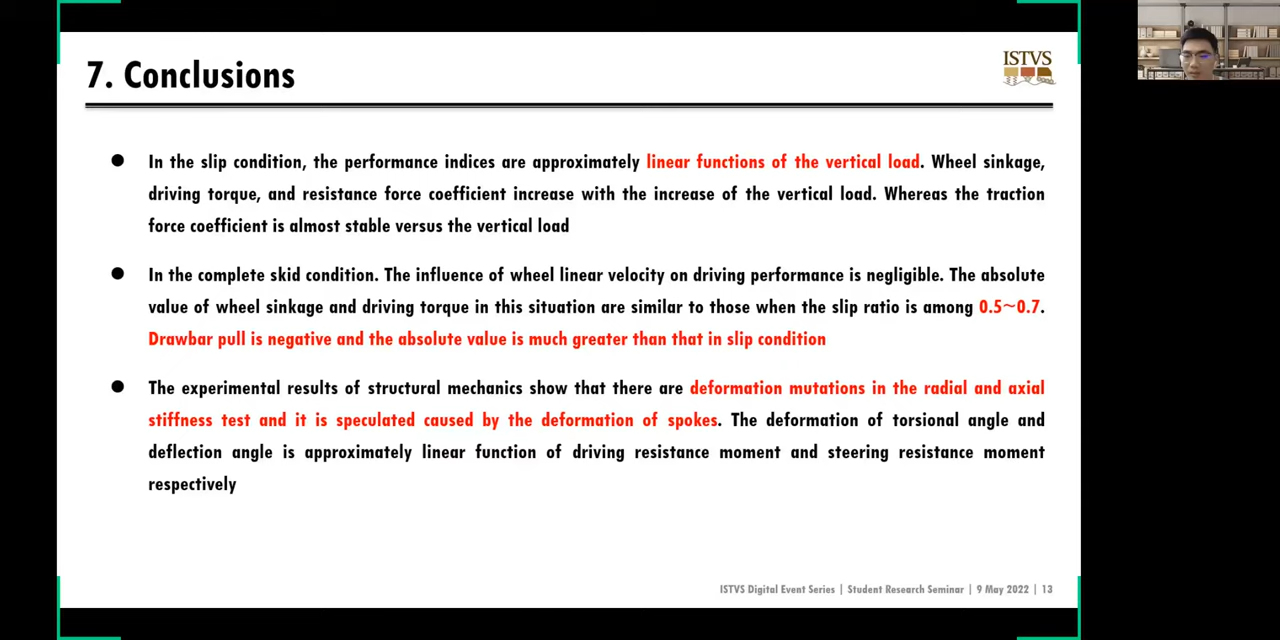 7. Conclusions
ISTVS
● In the slip condition, the performance indices are approximately linear functions of the vertical load. Wheel sinkage,
driving torque, and resistance force coefficient increase with the increase of the vertical load. Whereas the traction
force coefficient is almost stable versus the vertical load
● In the complete skid condition. The influence of wheel linear velocity on driving performance is negligible. The absolute
value of wheel sinkage and driving torque in this situation are similar to those when the slip ratio is among 0.5~0.7.
Drawbar pull is negative and the absolute value is much greater than that in slip condition
● The experimental results of structural mechanics show that there are deformation mutations in the radial and axial
stiffness test and it is speculated caused by the deformation of spokes. The deformation of torsional angle and
deflection angle is approximately linear function of driving resistance moment and steering resistance moment
respectively
ISTVS Digital Event Series | Student Research Seminar | 9 May 2022 | 13